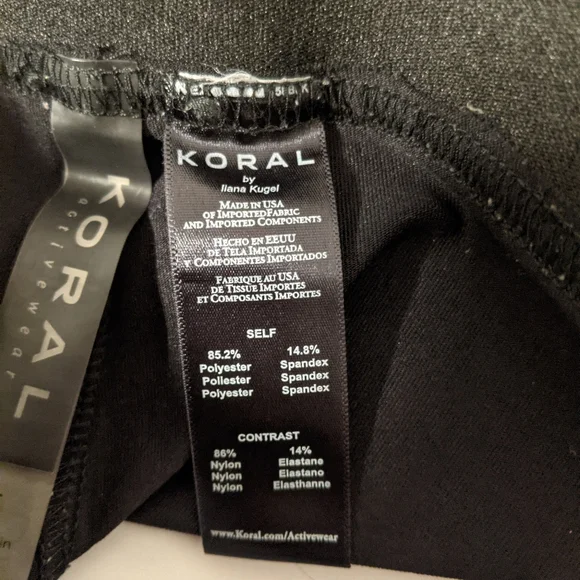 KORAL
by
Ilana Kugel
MADE IN USA
OF IMPORTEDFABRIC
AND IMPORTED COMPONENTS
HECHO EN EEUU
DE TELA IMPORTADA
Y COMPONENTES IMPORTADOS
FABRIQUE AU USA
DE TISSUE IMPORTES
ET COMPOSANTS IMPORTES
SELF
85.2% 14.8%
Polyester Spandex
Poliester Spandex
Polyester Spandex
CONTRAST
86% 14%
Nylon Elastane
Nylon Elastano
Nylon Elasthanne
www.Koral.com/Activewear
KORAL
activewear
in